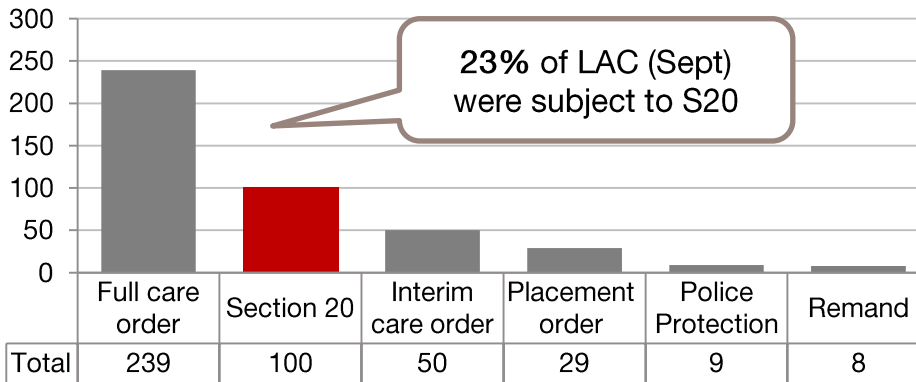 300
250
200
150
100
50
0
23% of LAC (Sept)
were subject to S20
Full care
order
Section 20
Interim
care order
Placement
order
Police
Protection
Remand
Total 239 100 50 29 9 8